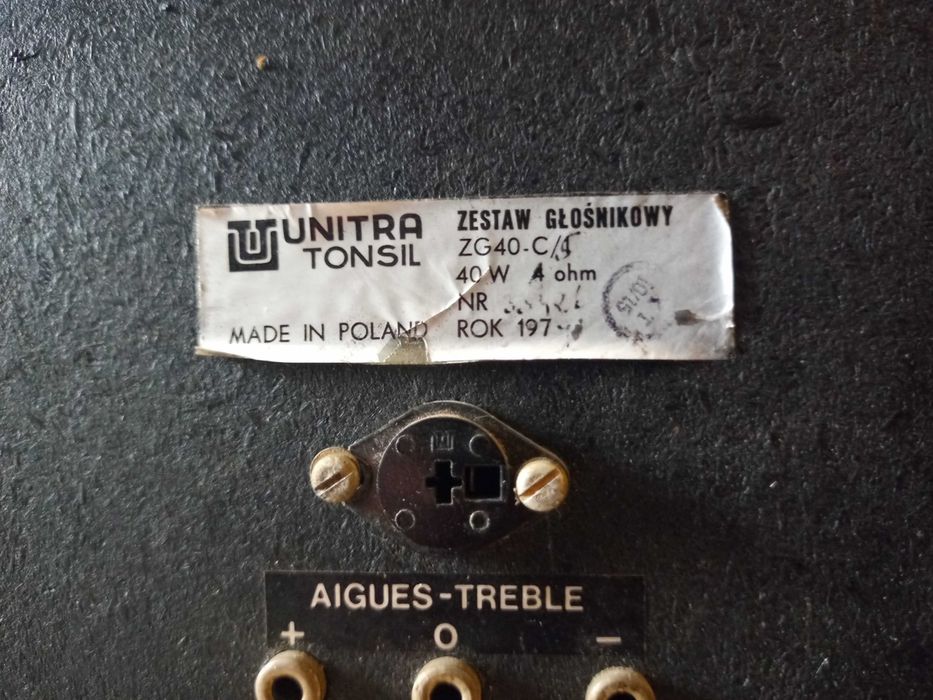 UNITRA
TONSIL
MADE IN POLAND
ZESTAW GŁOŚNIKOWY
ZG40-C/
40 W 4 ohm
NR
ROK 197
AIGUES-TREBLE
+ O −